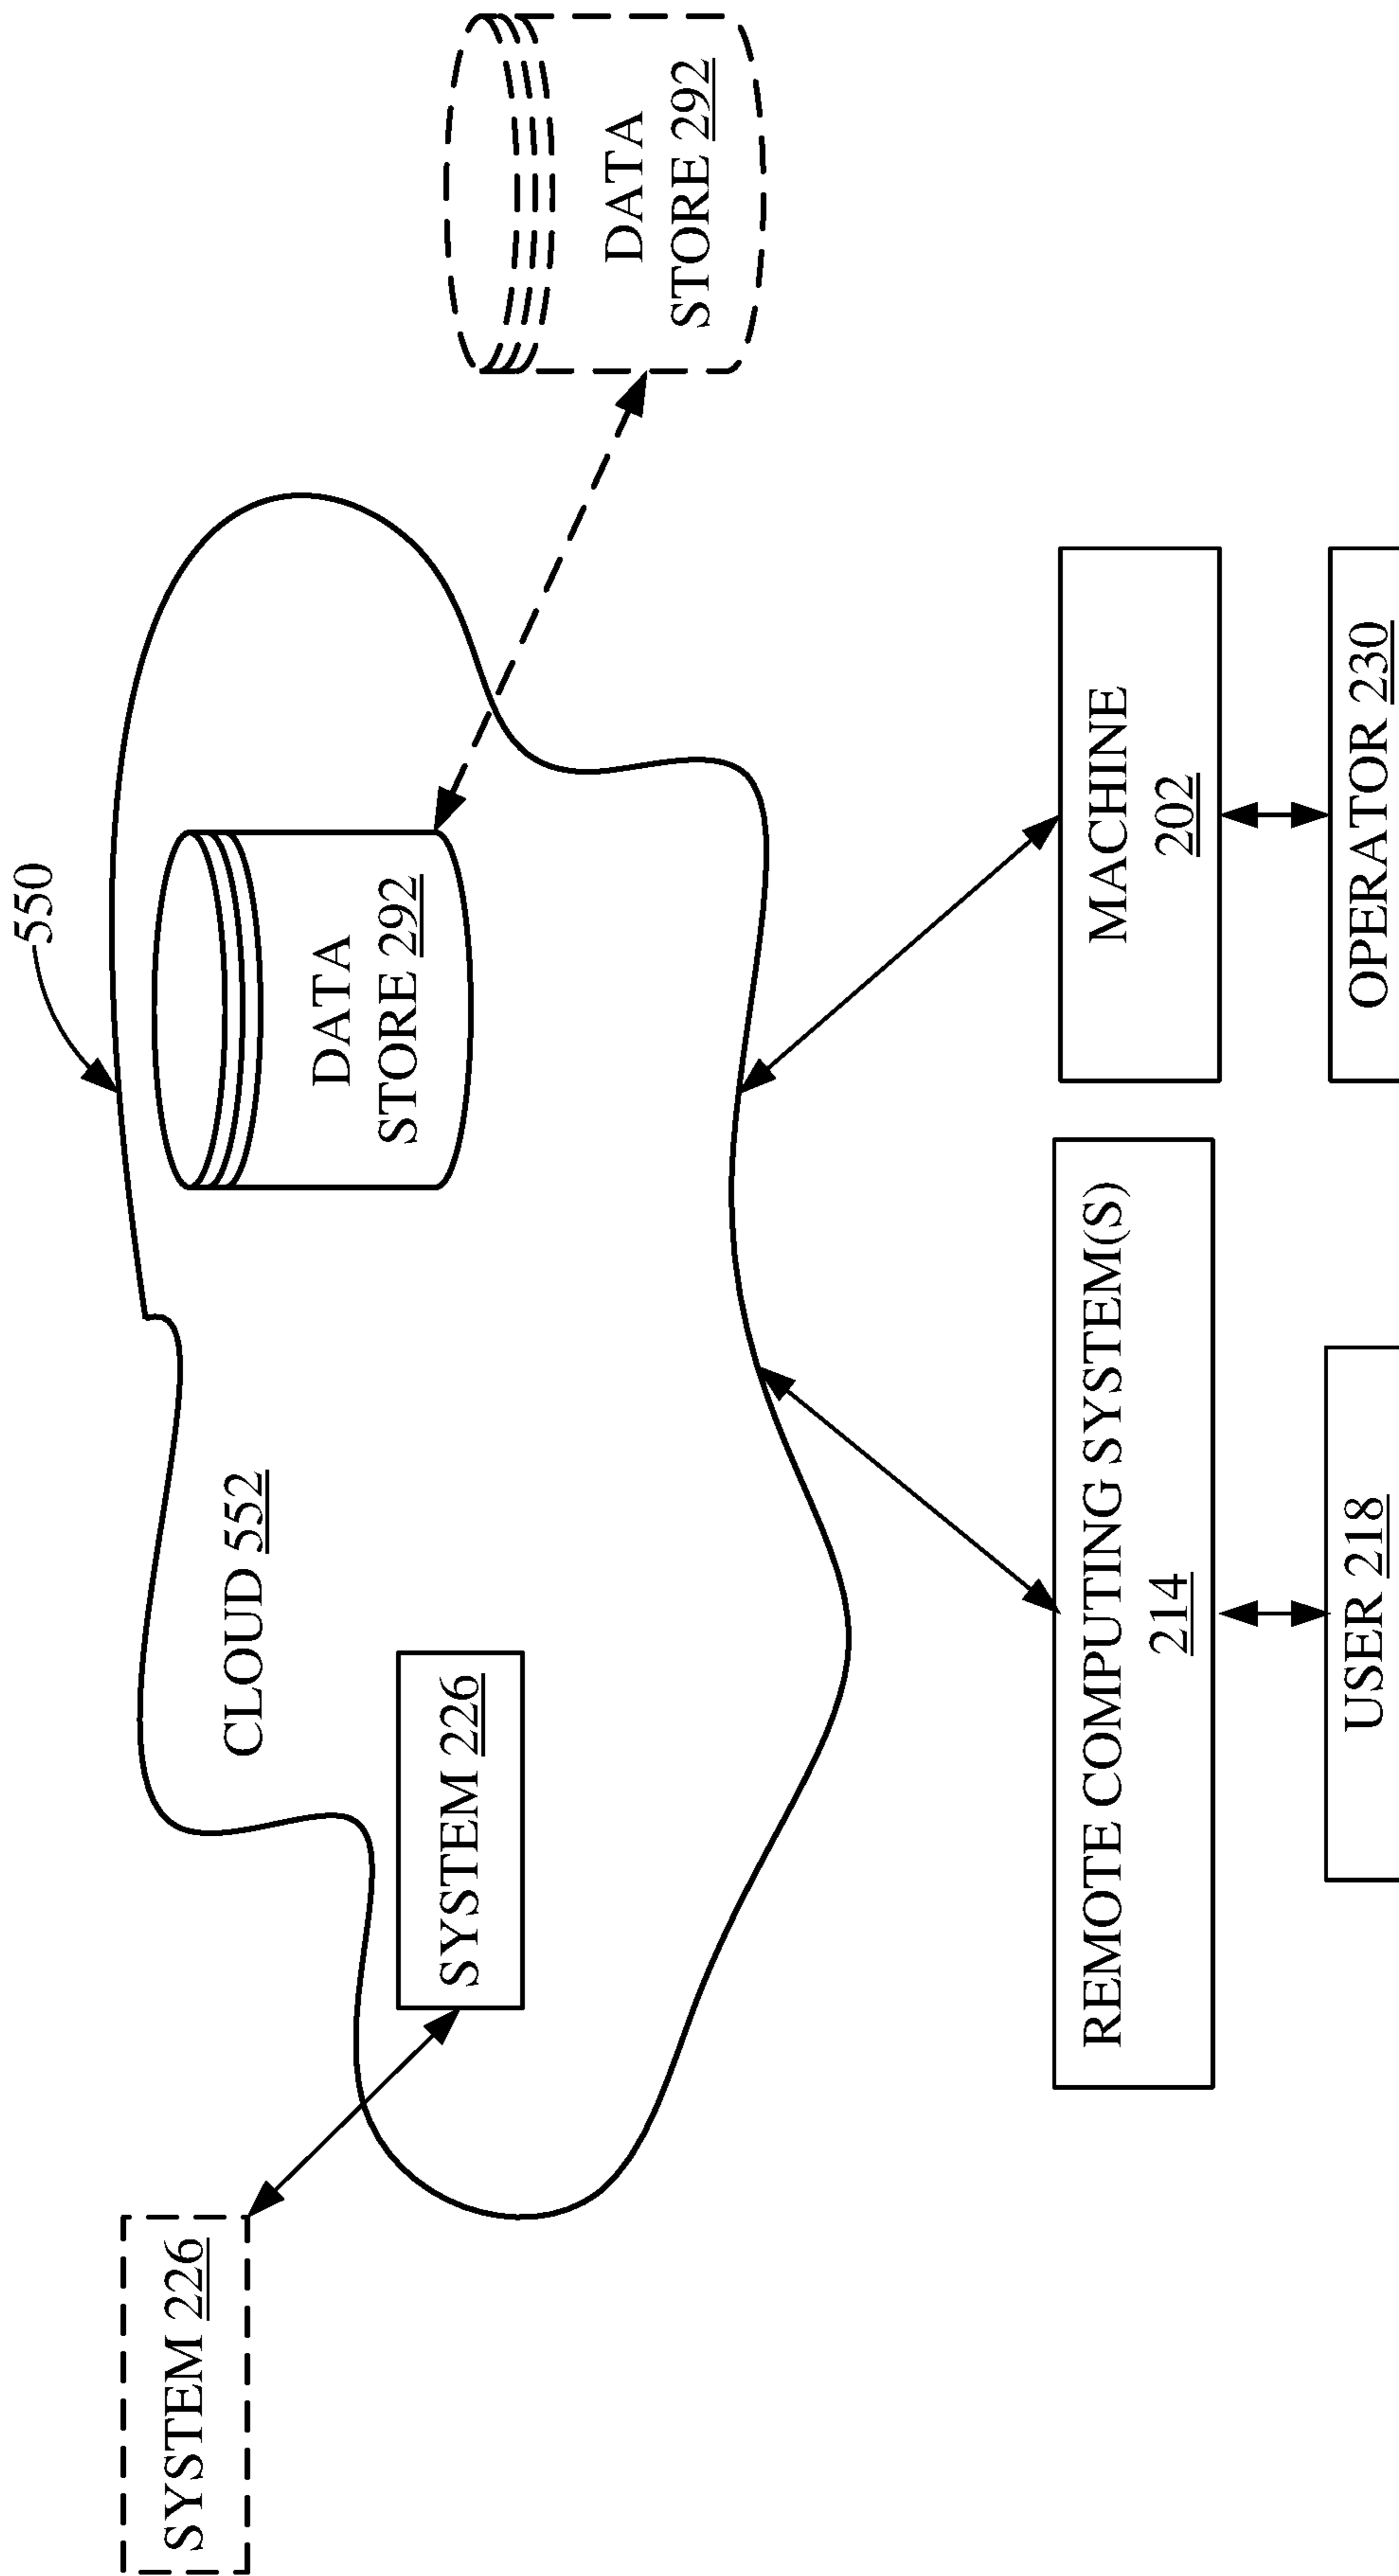 550
SYSTEM 226
CLOUD 552
DATA
STORE 292
SYSTEM 226
DATA
STORE 292
REMOTE COMPUTING SYSTEM(S)
214
MACHINE
202
USER 218
OPERATOR 230